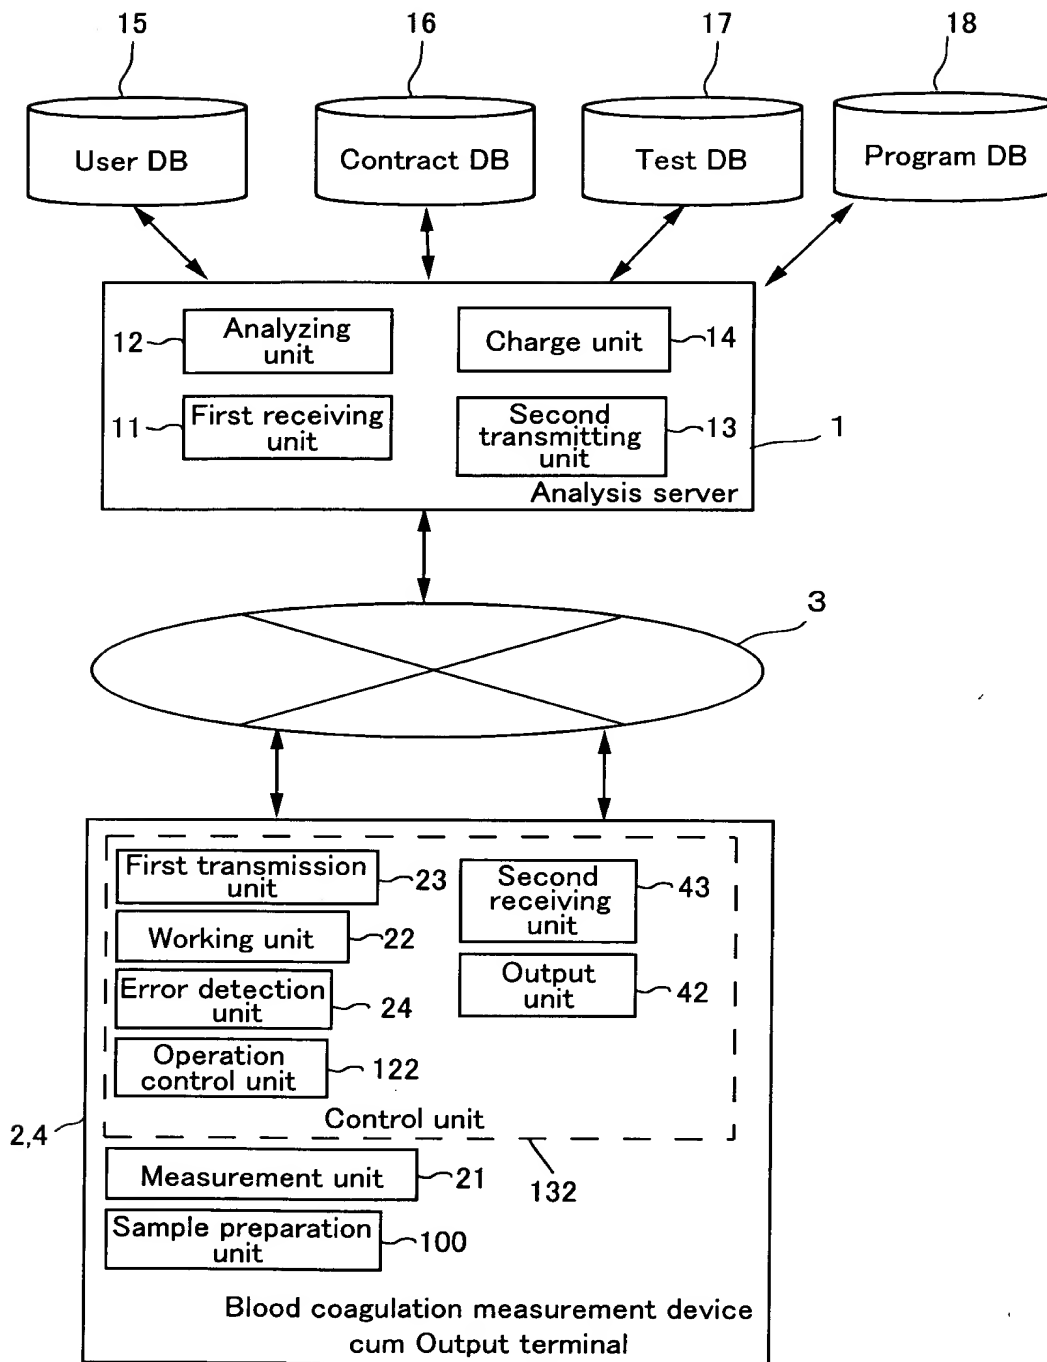 15
16
17
18
User DB
Contract DB
Test DB
Program DB
12
Analyzing
unit
Charge unit
14
11
First receiving
unit
Second
transmitting
unit
13
1
Analysis server
3
First transmission
unit
23
Second
receiving
unit
43
Working unit
22
Error detection
unit
24
Output
unit
42
Operation
control unit
122
Control unit
2,4
132
Measurement unit
21
Sample preparation
unit
100
Blood coagulation measurement device
cum Output terminal